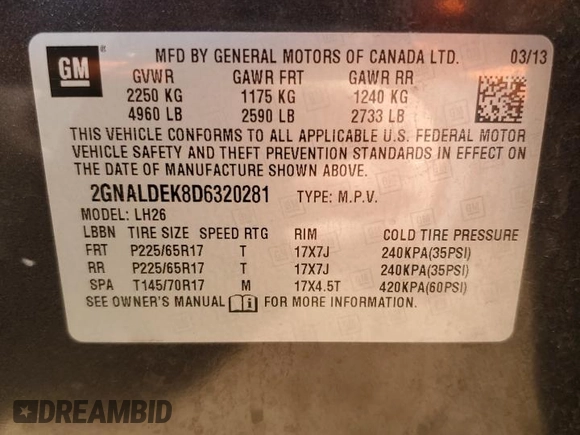 GM
MFD BY GENERAL MOTORS OF CANADA LTD. 03/13
GVWR GAWR FRT GAWR RR
2250 KG 1175 KG 1240 KG
4960 LB 2590 LB 2733 LB
THIS VEHICLE CONFORMS TO ALL APPLICABLE U.S. FEDERAL MOTOR
VEHICLE SAFETY AND THEFT PREVENTION STANDARDS IN EFFECT ON
THE DATE OF MANUFACTURE SHOWN ABOVE.
2GNALDEK8D6320281 TYPE: M.P.V.
MODEL: LH26
LBBN TIRE SIZE SPEED RTG RIM COLD TIRE PRESSURE
FRT P225/65R17 T 17X7J 240KPA(35PSI)
RR P225/65R17 T 17X7J 240KPA(35PSI)
SPA T145/70R17 M 17X4.5T 420KPA(60PSI)
SEE OWNER'S MANUAL FOR MORE INFORMATION.
DREAMBID